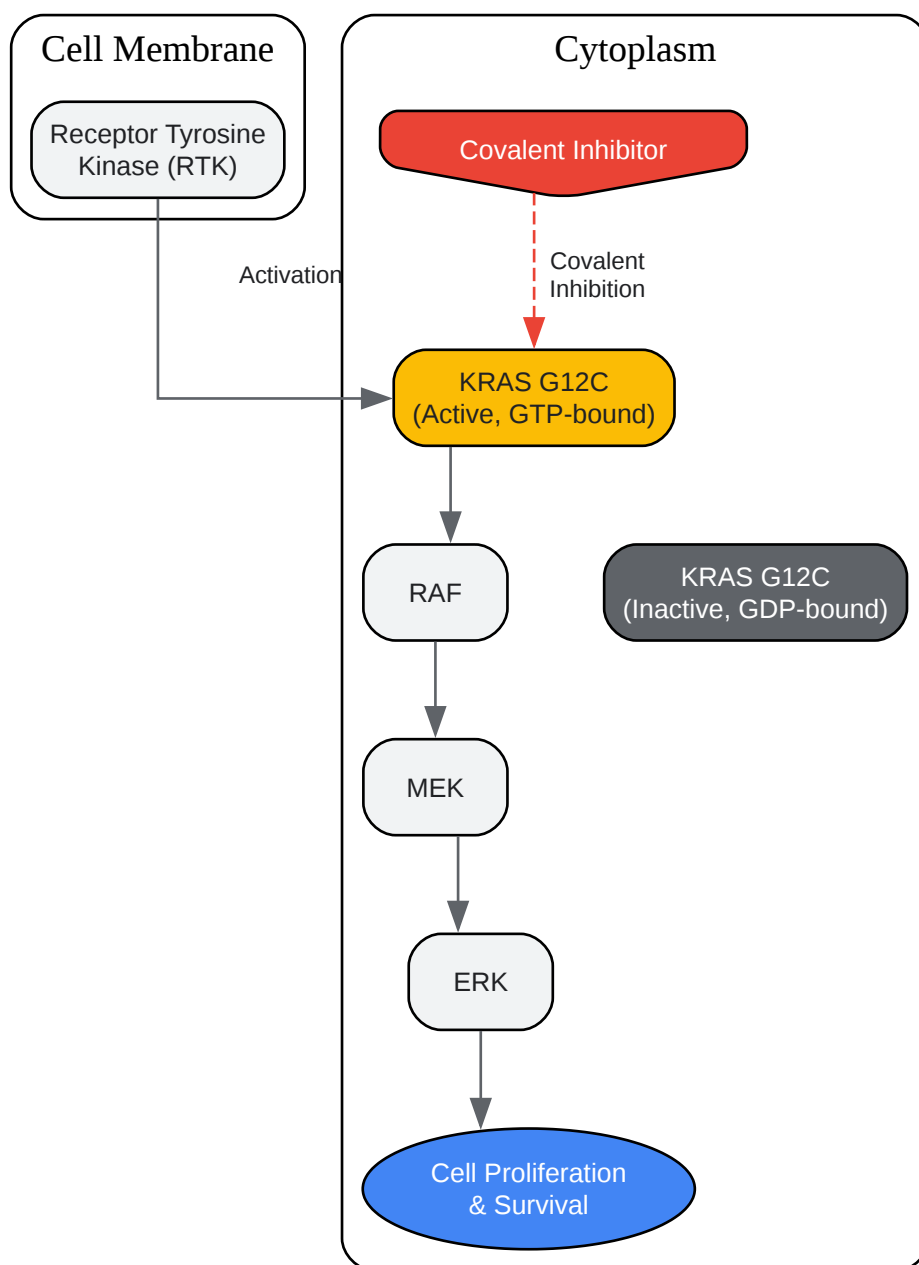 Cell Membrane
Receptor Tyrosine
Kinase (RTK)
Cytoplasm
Covalent Inhibitor
Activation
Covalent
Inhibition
KRAS G12C
(Active, GTP-bound)
RAF
KRAS G12C
(Inactive, GDP-bound)
MEK
ERK
Cell Proliferation
& Survival